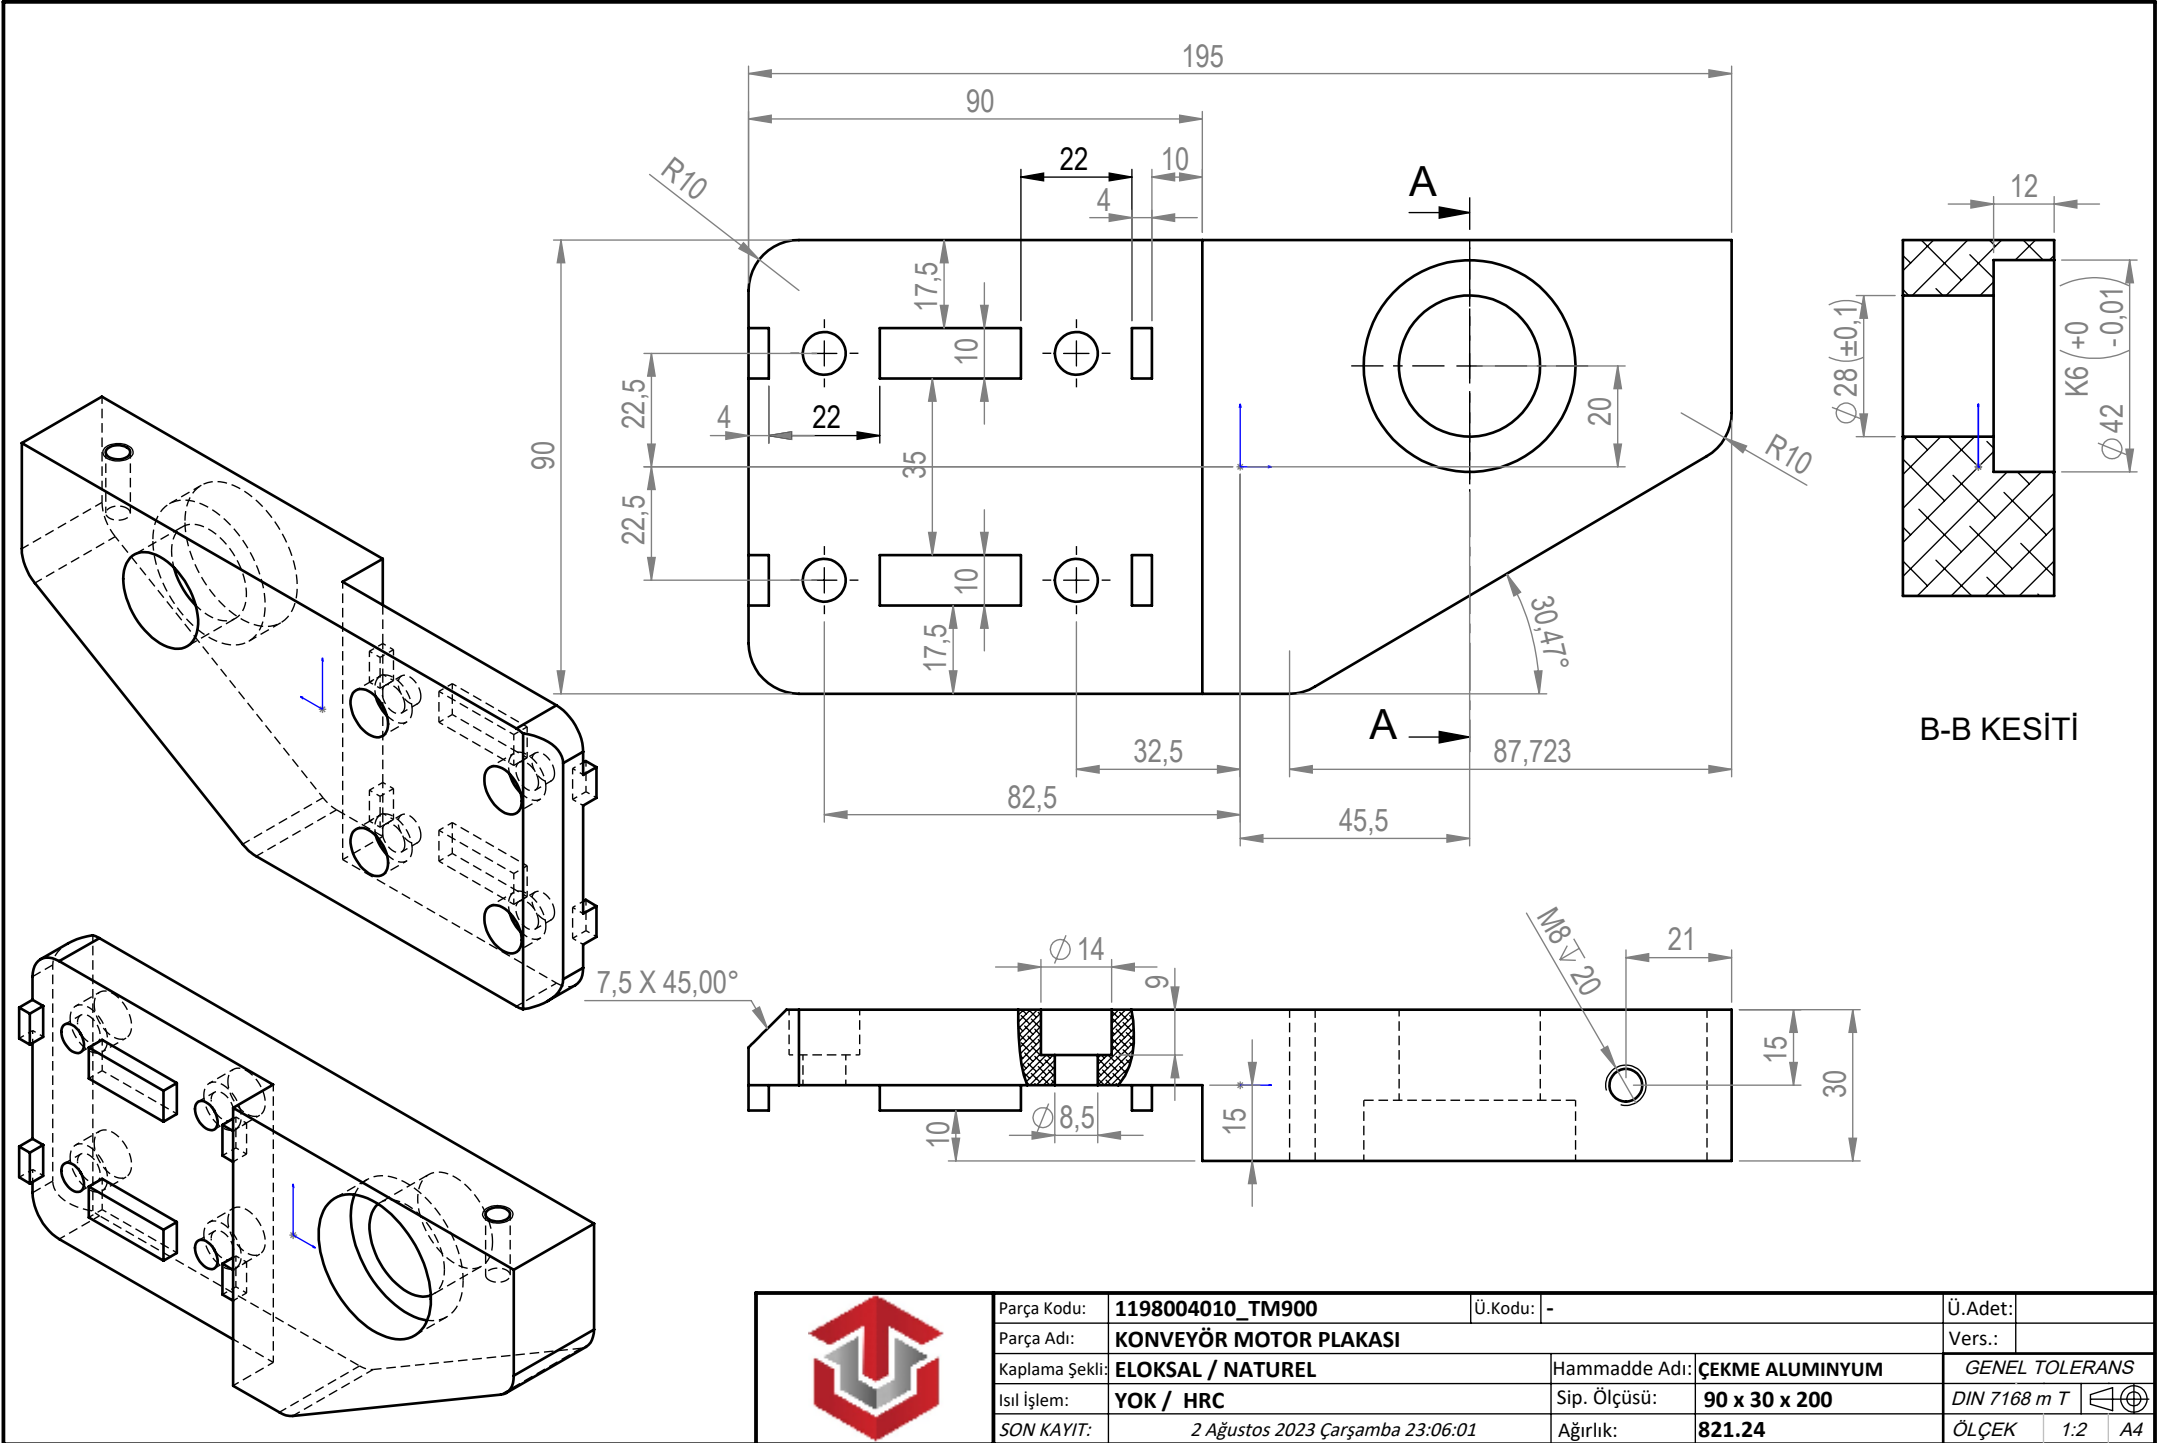 195
90
22
10
4
R10
A
12
17,5
10
Ø28 (±0,1)
Ø42 K6 (+0 -0,01)
22,5
4
22
90
35
20
R10
22,5
10
17,5
30,47°
A
B-B KESİTİ
32,5
87,723
82,5
45,5
M8 ↧ 20
21
Ø14
9
7,5 X 45,00°
15
30
10
Ø8,5
15
Parça Kodu: 1198004010_TM900 Ü.Kodu: - Ü.Adet:
Parça Adı: KONVEYÖR MOTOR PLAKASI Vers.:
Kaplama Şekli: ELOKSAL / NATUREL Hammadde Adı: ÇEKME ALUMINYUM GENEL TOLERANS
Isıl İşlem: YOK / HRC Sip. Ölçüsü: 90 x 30 x 200 DIN 7168 m T
SON KAYIT: 2 Ağustos 2023 Çarşamba 23:06:01 Ağırlık: 821.24 ÖLÇEK 1:2 A4